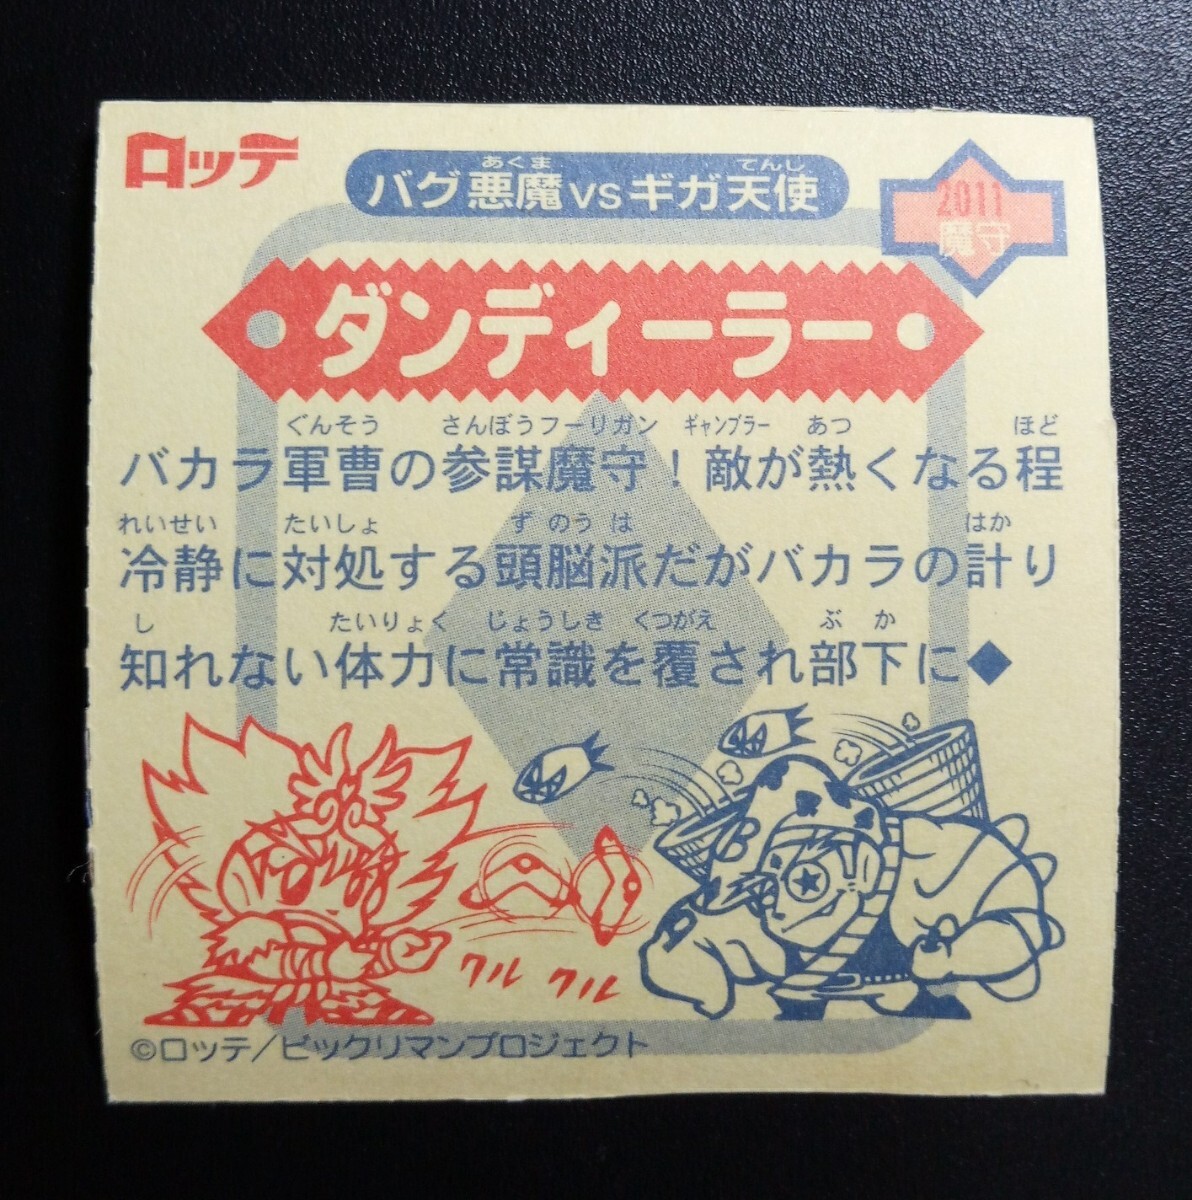 ロッテ
あくま てんし
バグ悪魔vsギガ天使
2011
魔守
ダンディーラー
ぐんそう さんぼうフーリガン ギャンブラー あつ ほど
バカラ軍曹の参謀魔守！敵が熱くなる程
れいせい たいしょ ずのうは はか
冷静に対処する頭脳派だがバカラの計り
し たいりょく じょうしき くつがえ ぶか
知れない体力に常識を覆され部下に◆
クル クル
©ロッテ/ビックリマンプロジェクト